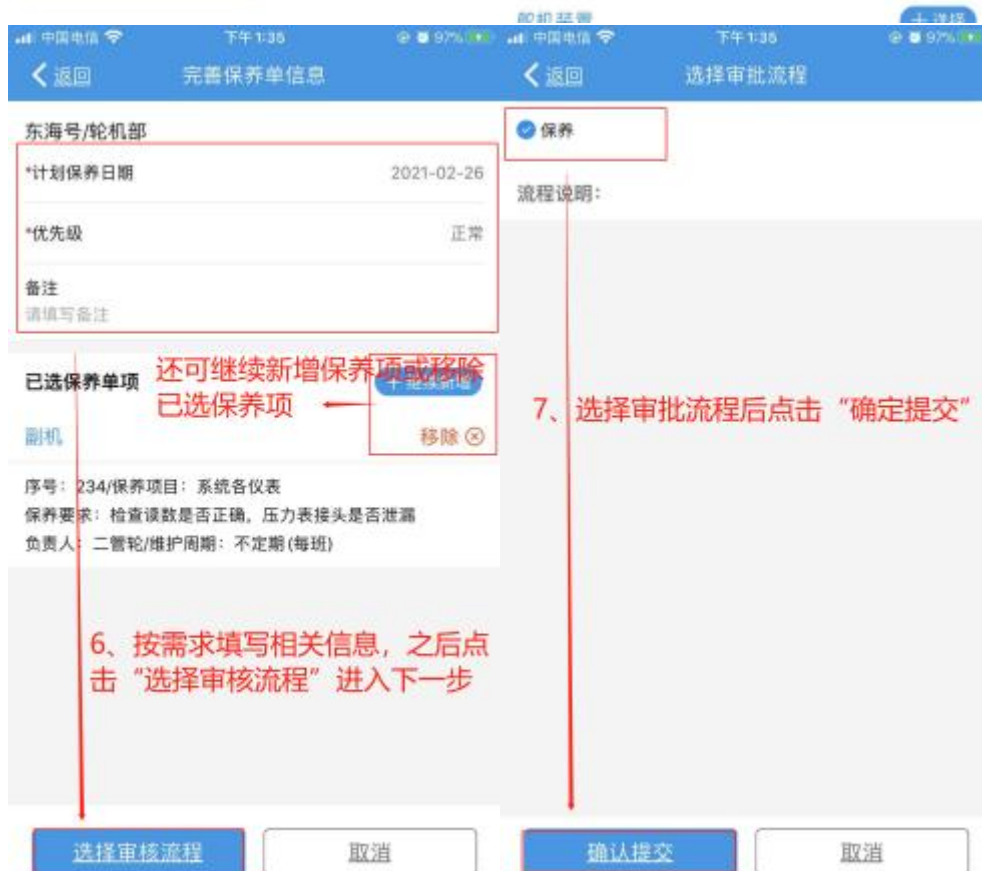 舵机装置
+ 选择
中国电信
下午1:35
97%
返回
完善保养单信息
东海号/轮机部
*计划保养日期
2021-02-26
*优先级
正常
备注
请填写备注
已选保养单项
+ 继续新增
还可继续新增保养项或移除
已选保养项
副机
移除
序号：234/保养项目：系统各仪表
保养要求：检查读数是否正确，压力表接头是否泄漏
负责人：二管轮/维护周期：不定期(每班)
6、按需求填写相关信息，之后点
击“选择审核流程”进入下一步
选择审核流程
取消
中国电信
下午1:35
97%
返回
选择审批流程
保养
流程说明：
7、选择审批流程后点击“确定提交”
确认提交
取消